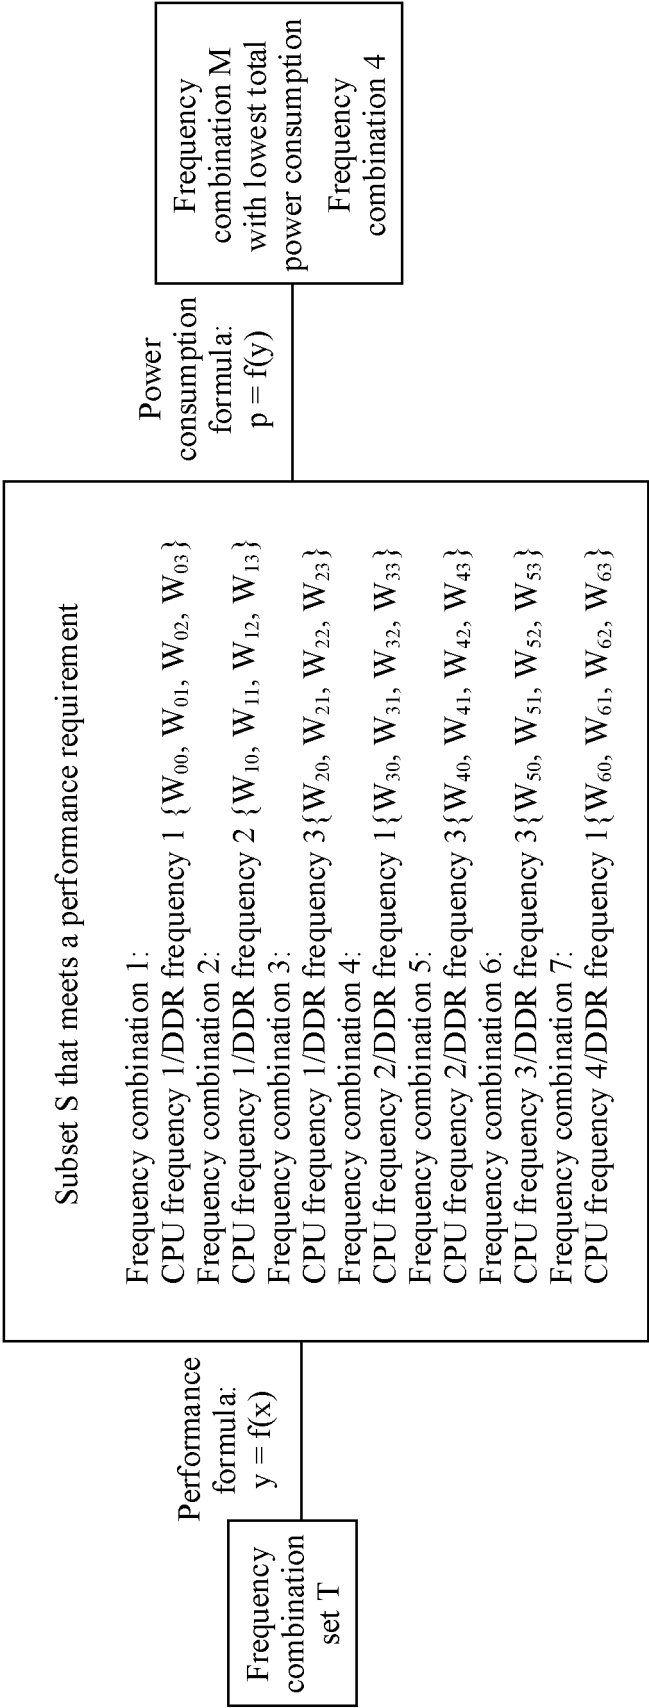 Frequency
combination
set T
Performance
formula:
y = f(x)
Subset S that meets a performance requirement
Frequency combination 1:
CPU frequency 1/DDR frequency 1 {W₀₀, W₀₁, W₀₂, W₀₃}
Frequency combination 2:
CPU frequency 1/DDR frequency 2 {W₁₀, W₁₁, W₁₂, W₁₃}
Frequency combination 3:
CPU frequency 1/DDR frequency 3{W₂₀, W₂₁, W₂₂, W₂₃}
Frequency combination 4:
CPU frequency 2/DDR frequency 1{W₃₀, W₃₁, W₃₂, W₃₃}
Frequency combination 5:
CPU frequency 2/DDR frequency 3{W₄₀, W₄₁, W₄₂, W₄₃}
Frequency combination 6:
CPU frequency 3/DDR frequency 3{W₅₀, W₅₁, W₅₂, W₅₃}
Frequency combination 7:
CPU frequency 4/DDR frequency 1{W₆₀, W₆₁, W₆₂, W₆₃}
Power
consumption
formula:
p = f(y)
Frequency
combination M
with lowest total
power consumption
Frequency
combination 4